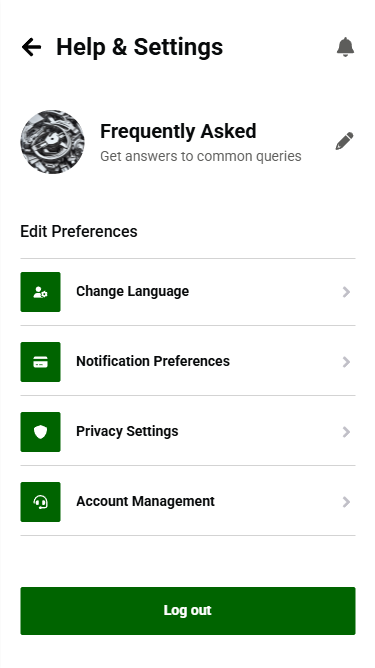 Help & Settings
Frequently Asked
Get answers to common queries
Edit Preferences
Change Language
Notification Preferences
Privacy Settings
Account Management
Log out